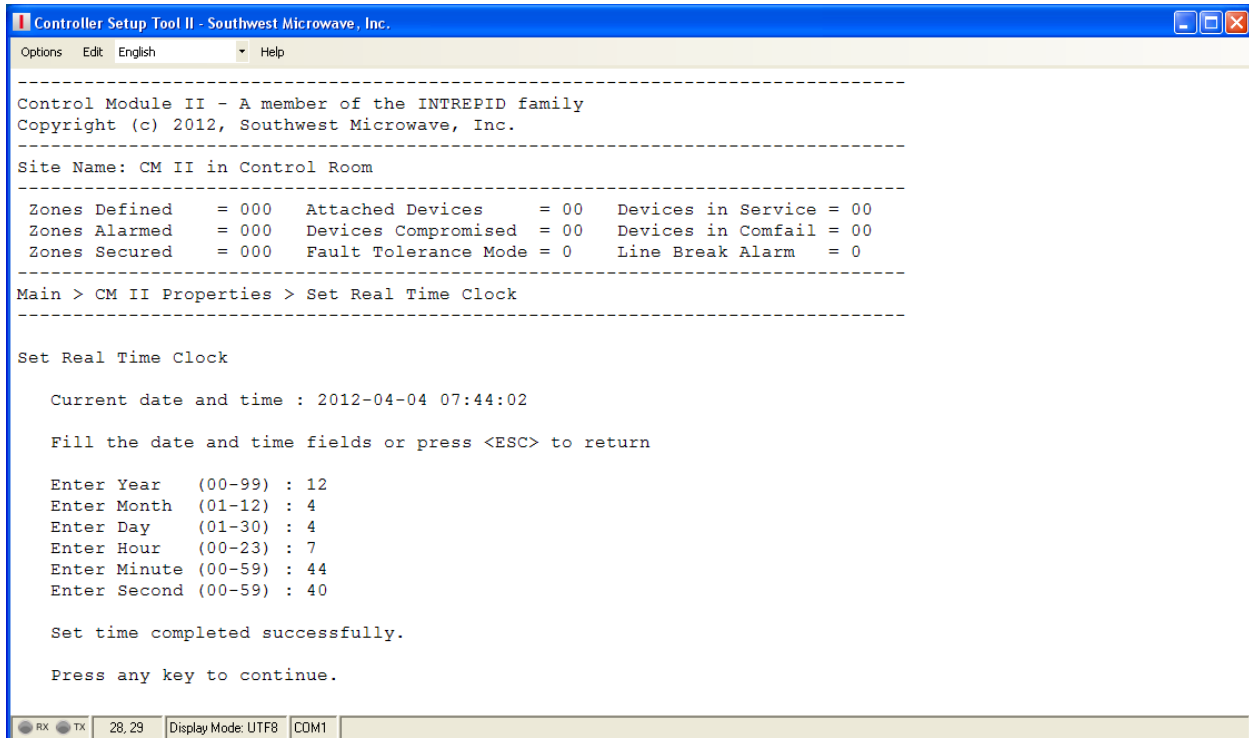 Controller Setup Tool II - Southwest Microwave, Inc.
Options Edit English Help
--------------------------------------------------------------------------------
Control Module II - A member of the INTREPID family
Copyright (c) 2012, Southwest Microwave, Inc.
--------------------------------------------------------------------------------
Site Name: CM II in Control Room
--------------------------------------------------------------------------------
Zones Defined = 000 Attached Devices = 00 Devices in Service = 00
Zones Alarmed = 000 Devices Compromised = 00 Devices in Comfail = 00
Zones Secured = 000 Fault Tolerance Mode = 0 Line Break Alarm = 0
--------------------------------------------------------------------------------
Main > CM II Properties > Set Real Time Clock
--------------------------------------------------------------------------------
Set Real Time Clock
Current date and time : 2012-04-04 07:44:02
Fill the date and time fields or press <ESC> to return
Enter Year (00-99) : 12
Enter Month (01-12) : 4
Enter Day (01-30) : 4
Enter Hour (00-23) : 7
Enter Minute (00-59) : 44
Enter Second (00-59) : 40
Set time completed successfully.
Press any key to continue.
RX TX 28, 29 Display Mode: UTF8 COM1